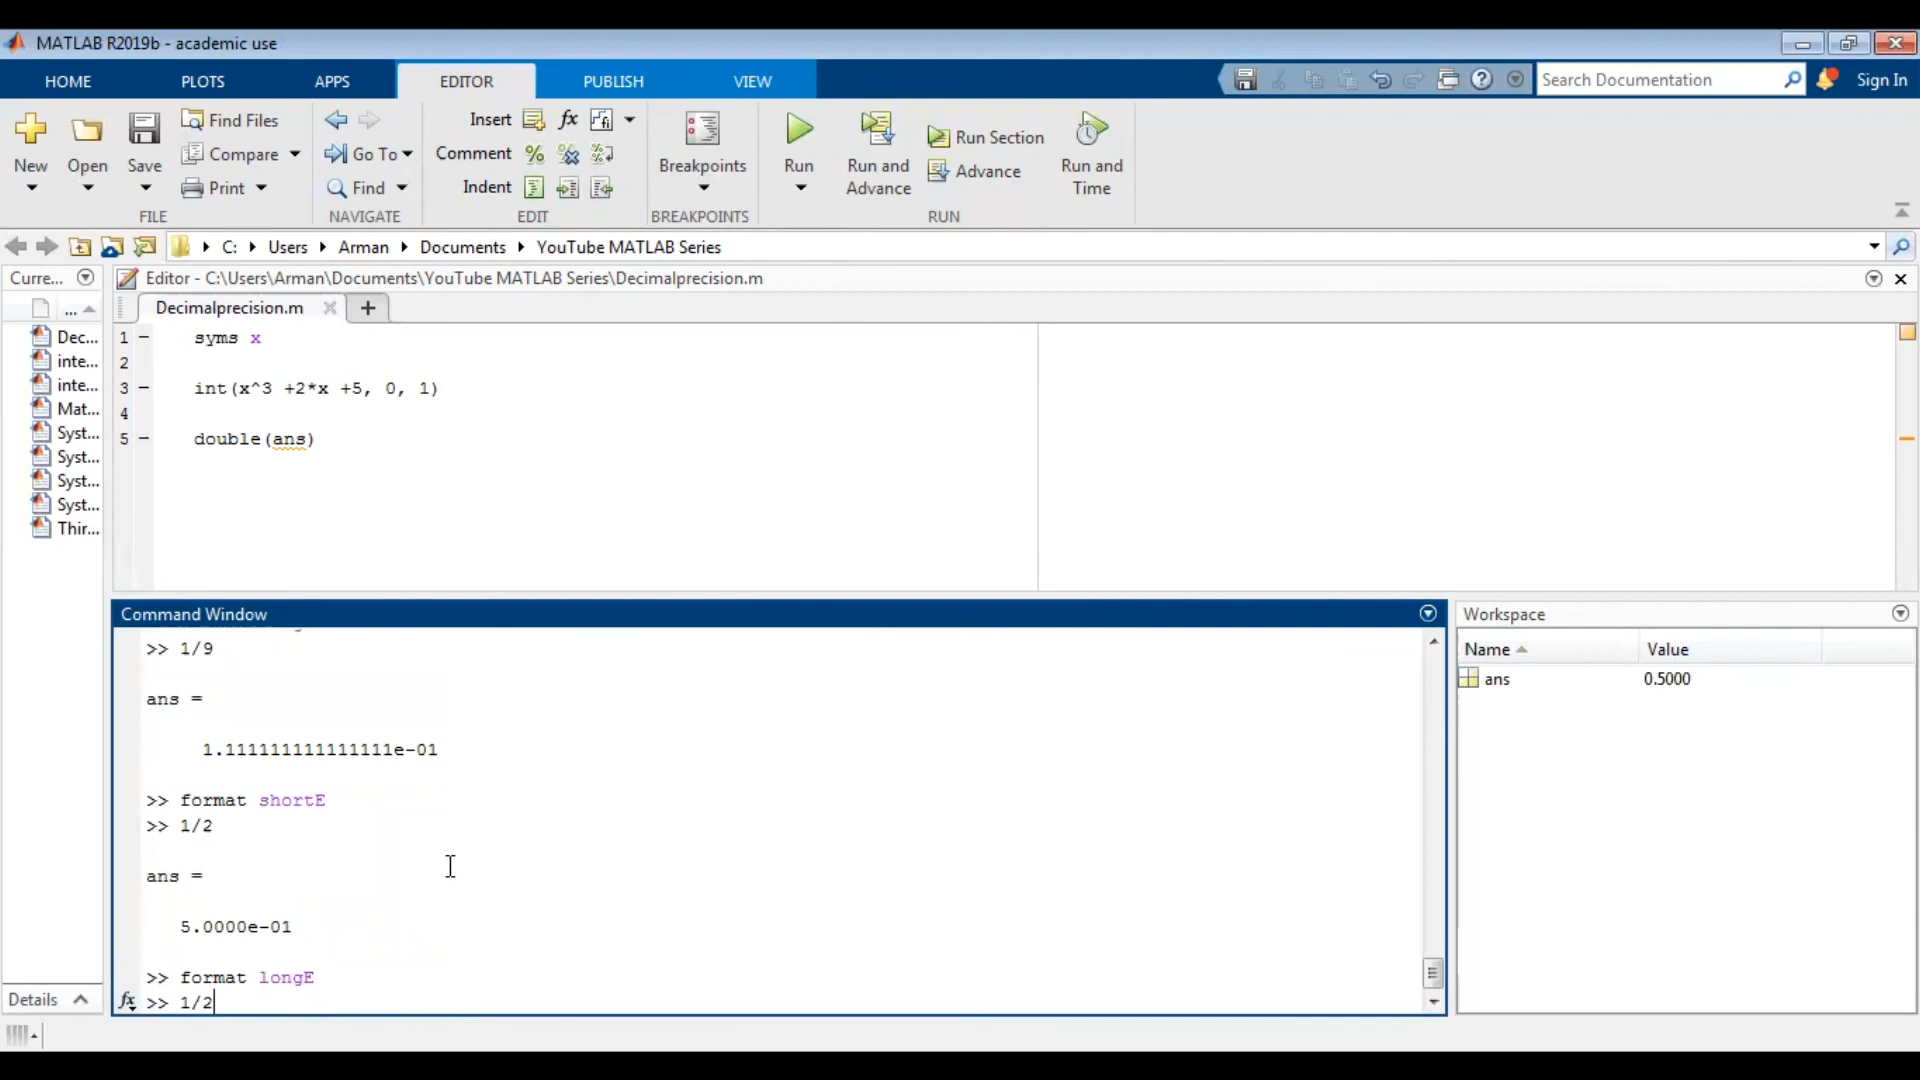 MATLAB R2019b - academic use
HOME
PLOTS
APPS
EDITOR
PUBLISH
VIEW
Search Documentation
Sign In
New
Open
Save
Find Files
Compare
Print
FILE
Go To
Find
NAVIGATE
Insert
fx
Comment
Indent
EDIT
Breakpoints
BREAKPOINTS
Run
Run and Advance
Run Section
Advance
Run and Time
RUN
C: Users Arman Documents YouTube MATLAB Series
Curre...
...
Dec...
inte...
inte...
Mat...
Syst...
Syst...
Syst...
Syst...
Thir...
Details
Editor - C:\Users\Arman\Documents\YouTube MATLAB Series\Decimalprecision.m
Decimalprecision.m
1 – syms x
2
3 – int(x^3 +2*x +5, 0, 1)
4
5 – double(ans)
Command Window
>> 1/9
ans =
1.111111111111111e-01
>> format shortE
>> 1/2
ans =
5.0000e-01
>> format longE
fx >> 1/2
Workspace
Name Value
ans 0.5000